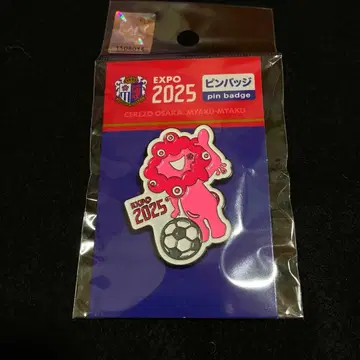 EXPO
2025
ピンバッジ
pin badge
CEREZO OSAKA MYAKU-MYAKU
EXPO
2025